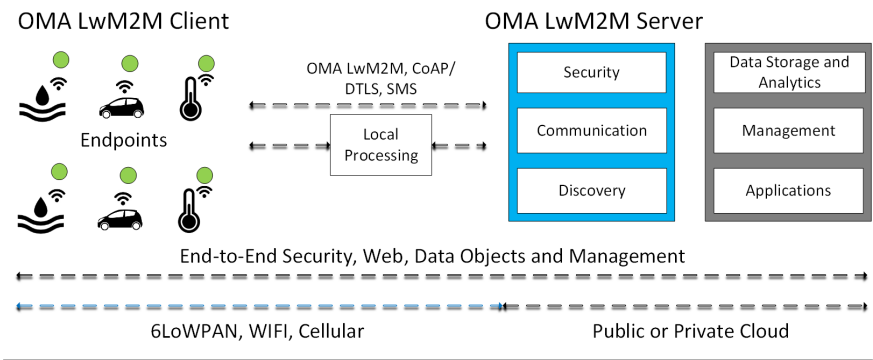 OMA LwM2M Client
OMA LwM2M Server
OMA LwM2M, CoAP/
DTLS, SMS
Endpoints
Local
Processing
Security
Communication
Discovery
Data Storage and
Analytics
Management
Applications
End-to-End Security, Web, Data Objects and Management
6LoWPAN, WIFI, Cellular
Public or Private Cloud